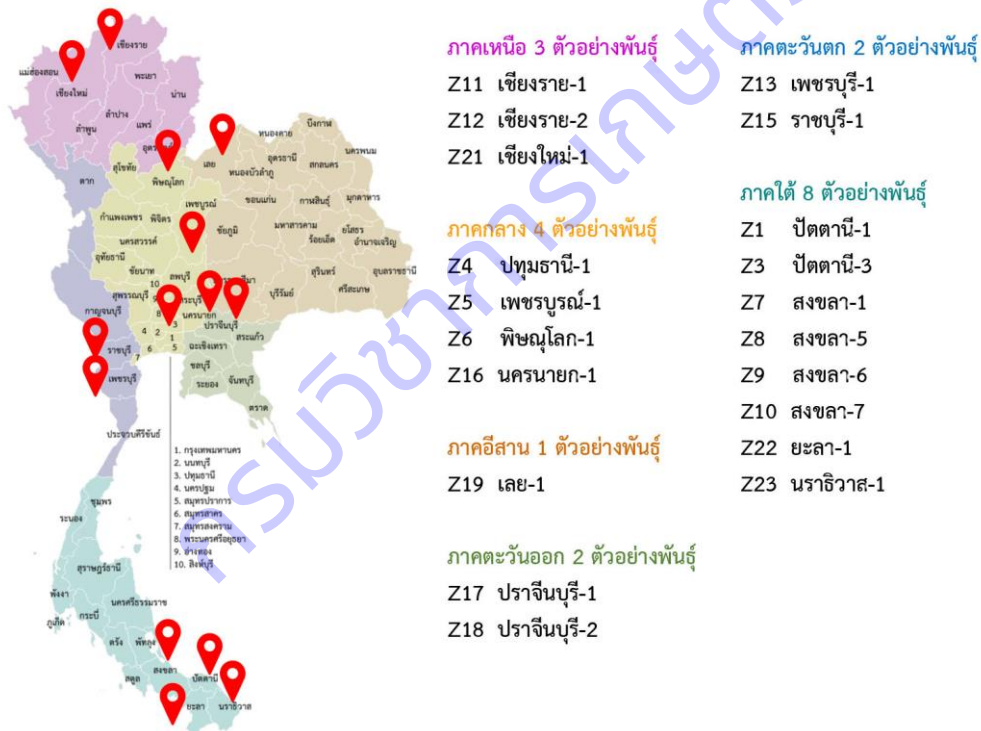 เชียงราย
แม่ฮ่องสอน
พะเยา
เชียงใหม่
น่าน
ลำปาง
ลำพูน
แพร่
สุโขทัย
ตาก
พิษณุโลก
เลย
หนองคาย
บึงกาฬ
อุดรธานี
นครพนม
สกลนคร
หนองบัวลำภู
เพชรบูรณ์
ขอนแก่น
กาฬสินธุ์
มุกดาหาร
กำแพงเพชร
พิจิตร
ชัยภูมิ
มหาสารคาม
ยโสธร
ร้อยเอ็ด
อำนาจเจริญ
นครสวรรค์
อุทัยธานี
ชัยนาท
ลพบุรี
10
สุรินทร์
อุบลราชธานี
สุพรรณบุรี
9
บุรีรัมย์
ศรีสะเกษ
กาญจนบุรี
8
นครนายก
ปราจีนบุรี
4
2
3
1
สระแก้ว
ราชบุรี
7
6
5
ฉะเชิงเทรา
ชลบุรี
เพชรบุรี
ระยอง
จันทบุรี
ตราด
ประจวบคีรีขันธ์
1. กรุงเทพมหานคร
2. นนทบุรี
3. ปทุมธานี
4. นครปฐม
5. สมุทรปราการ
6. สมุทรสาคร
7. สมุทรสงคราม
8. พระนครศรีอยุธยา
9. อ่างทอง
10. สิงห์บุรี
ชุมพร
ระนอง
สุราษฎร์ธานี
พังงา
นครศรีธรรมราช
ภูเก็ต
กระบี่
ตรัง
พัทลุง
สงขลา
สตูล
ปัตตานี
ยะลา
นราธิวาส
ภาคเหนือ 3 ตัวอย่างพันธุ์
Z11 เชียงราย-1
Z12 เชียงราย-2
Z21 เชียงใหม่-1
ภาคกลาง 4 ตัวอย่างพันธุ์
Z4 ปทุมธานี-1
Z5 เพชรบูรณ์-1
Z6 พิษณุโลก-1
Z16 นครนายก-1
ภาคอีสาน 1 ตัวอย่างพันธุ์
Z19 เลย-1
ภาคตะวันออก 2 ตัวอย่างพันธุ์
Z17 ปราจีนบุรี-1
Z18 ปราจีนบุรี-2
ภาคตะวันตก 2 ตัวอย่างพันธุ์
Z13 เพชรบุรี-1
Z15 ราชบุรี-1
ภาคใต้ 8 ตัวอย่างพันธุ์
Z1 ปัตตานี-1
Z3 ปัตตานี-3
Z7 สงขลา-1
Z8 สงขลา-5
Z9 สงขลา-6
Z10 สงขลา-7
Z22 ยะลา-1
Z23 นราธิวาส-1
กรมวิชาการเกษตร